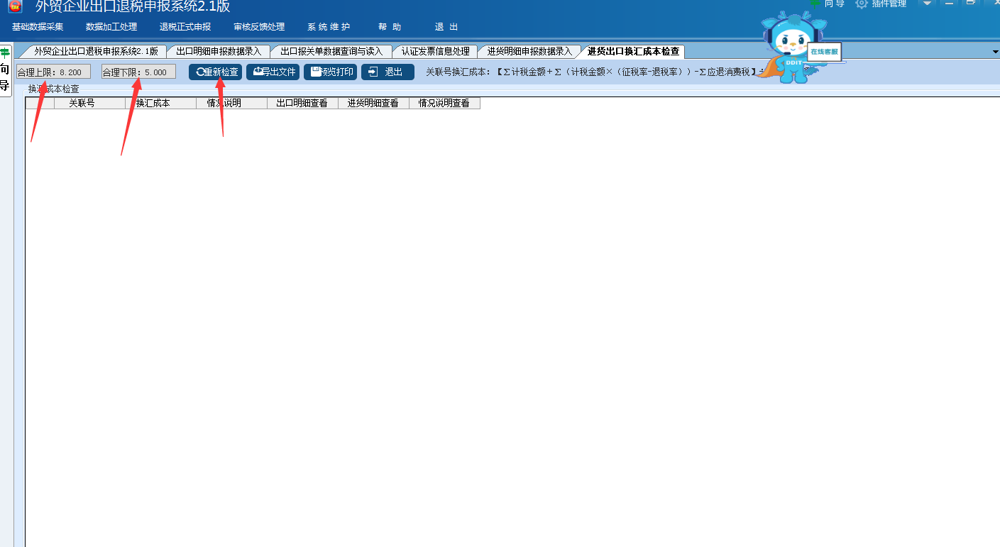 外贸企业出口退税申报系统2.1版
向导 插件管理
基础数据采集 数据加工处理 退税正式申报 审核反馈处理 系统维护 帮助 退出
外贸企业出口退税申报系统2.1版 出口明细申报数据录入 出口报关单数据查询与读入 认证发票信息处理 进货明细申报数据录入 进货出口换汇成本检查
在线客服
DDIT
向导
合理上限: 8.200 合理下限: 5.000 重新检查 导出文件 预览打印 退出 关联号换汇成本:【Σ计税金额+Σ(计税金额×(征税率-退税率))-Σ应退消费税】
换汇成本检查
关联号 换汇成本 情况说明 出口明细查看 进货明细查看 情况说明查看